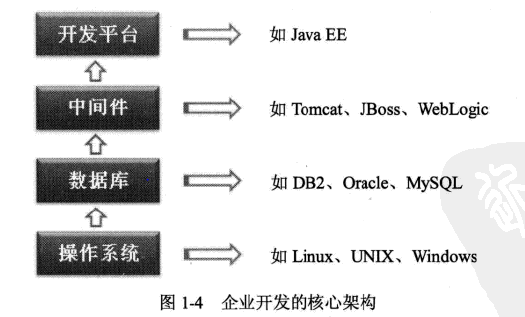 开发平台 如 Java EE
中间件 如 Tomcat、JBoss、WebLogic
数据库 如 DB2、Oracle、MySQL
操作系统 如 Linux、UNIX、Windows
图 1-4 企业开发的核心架构